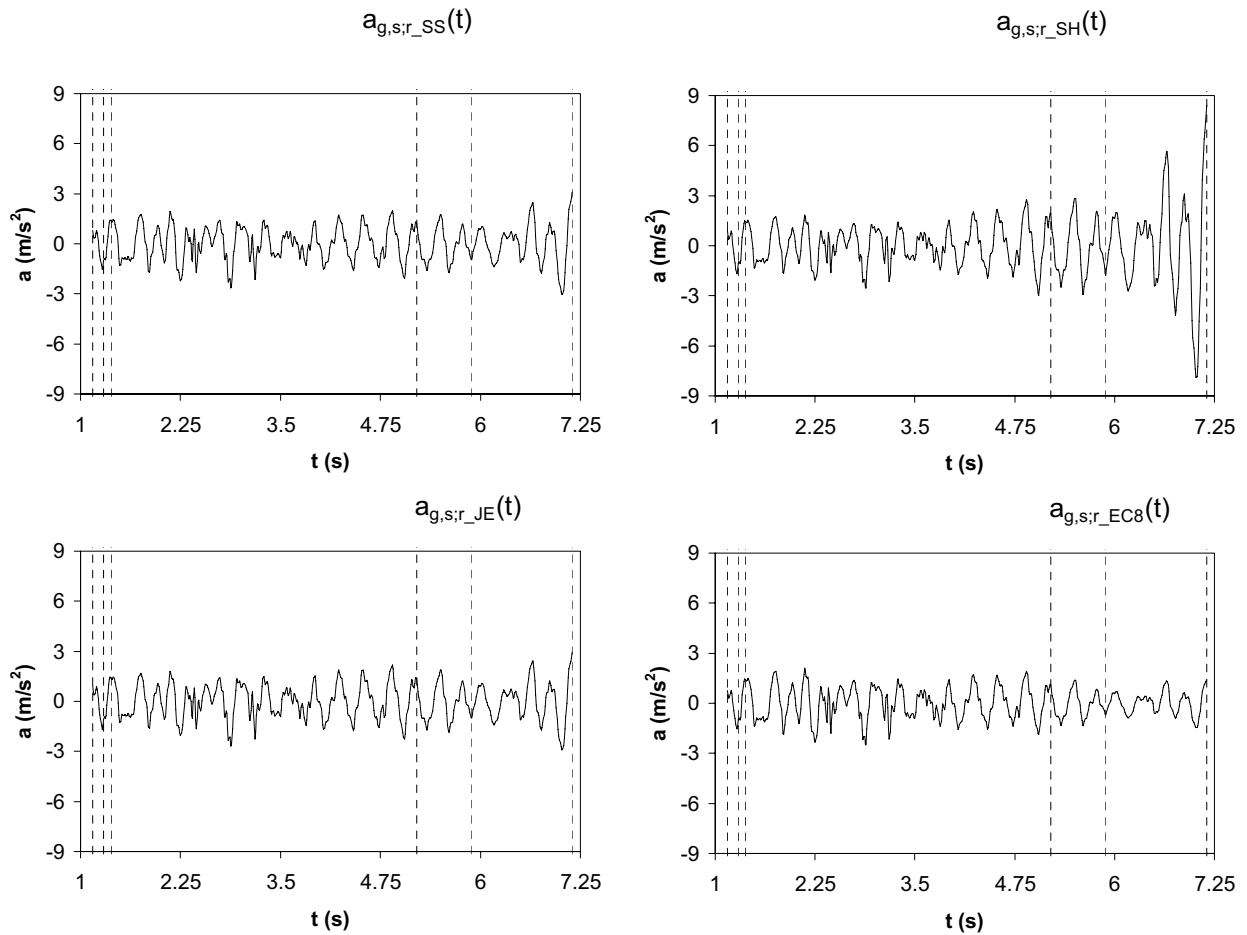 a_{g,s;r_SS}(t)
9
6
3
0
-3
-6
-9
a (m/s²)
1 2.25 3.5 4.75 6 7.25
t (s)
a_{g,s;r_SH}(t)
9
6
3
0
-3
-6
-9
a (m/s²)
1 2.25 3.5 4.75 6 7.25
t (s)
a_{g,s;r_JE}(t)
9
6
3
0
-3
-6
-9
a (m/s²)
1 2.25 3.5 4.75 6 7.25
t (s)
a_{g,s;r_EC8}(t)
9
6
3
0
-3
-6
-9
a (m/s²)
1 2.25 3.5 4.75 6 7.25
t (s)